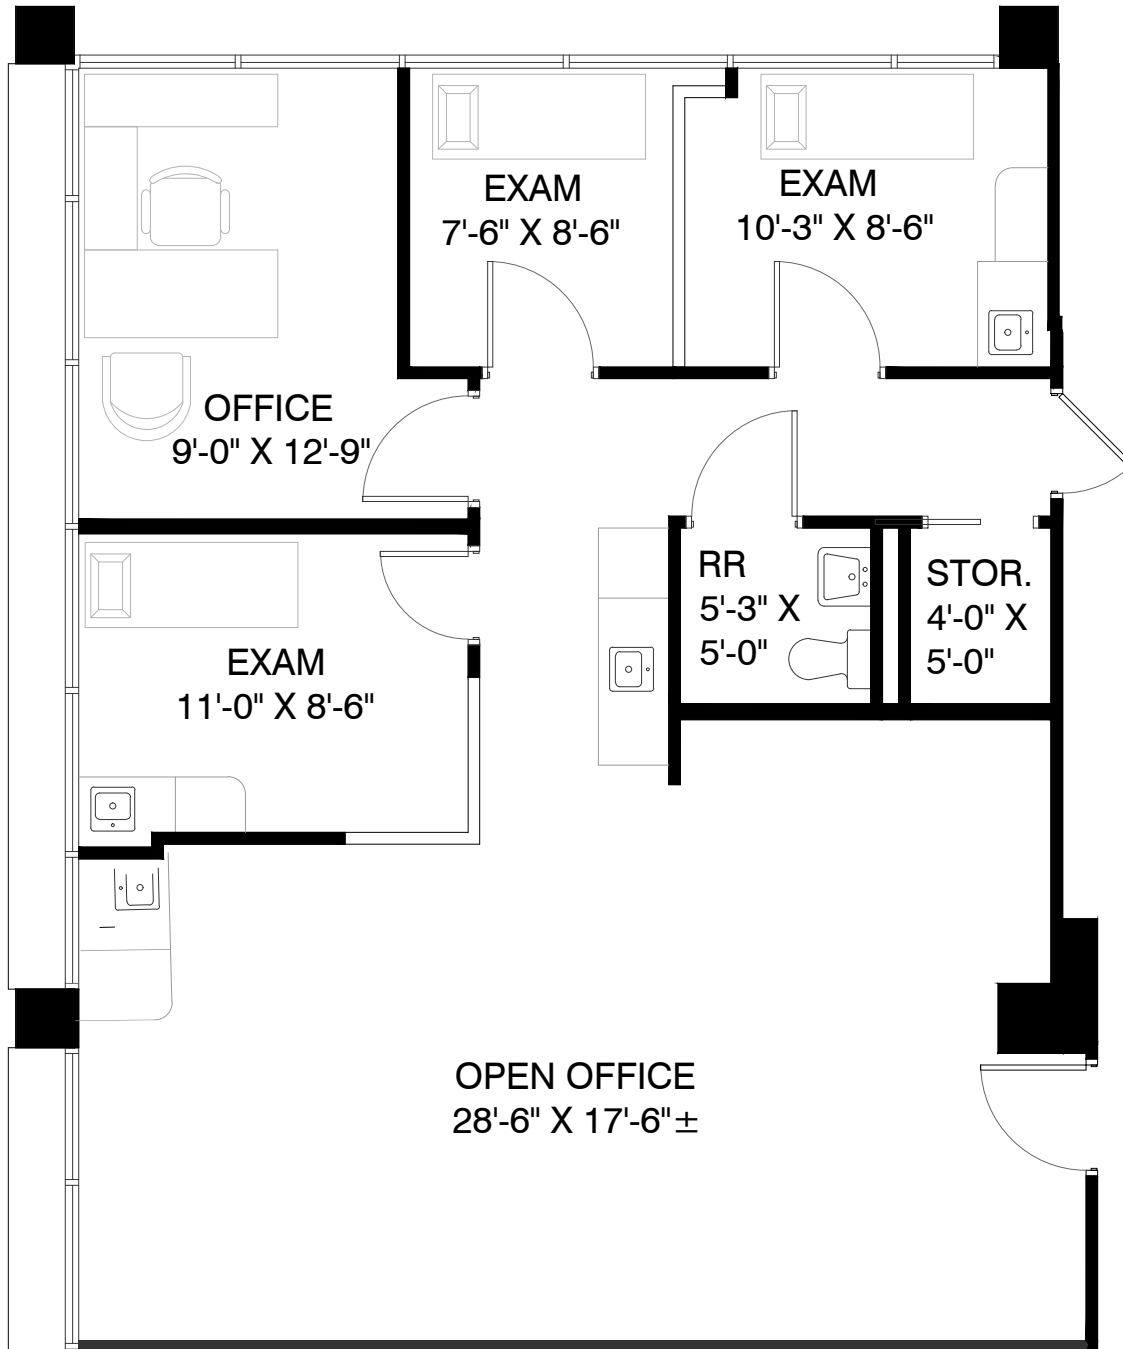 EXAM
7'-6" X 8'-6"
EXAM
10'-3" X 8'-6"
OFFICE
9'-0" X 12'-9"
RR
5'-3" X
5'-0"
STOR.
4'-0" X
5'-0"
EXAM
11'-0" X 8'-6"
OPEN OFFICE
28'-6" X 17'-6"±